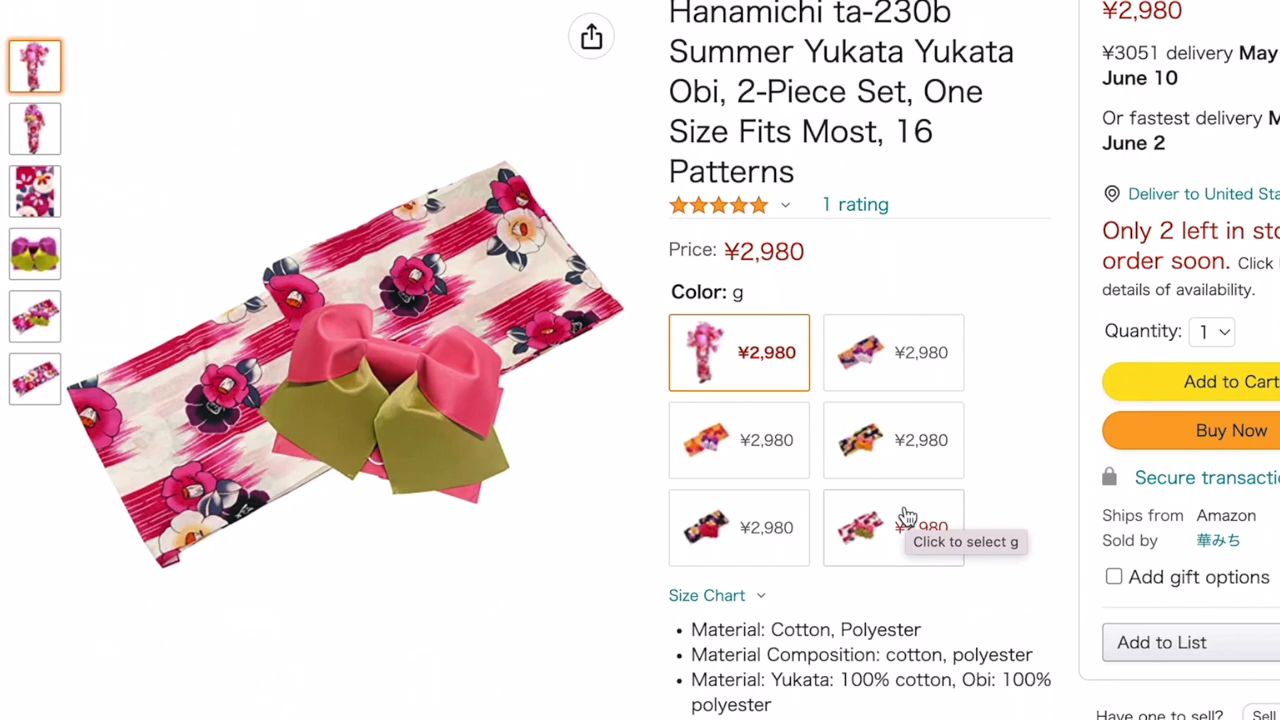 Hanamichi ta-230b
Summer Yukata Yukata
Obi, 2-Piece Set, One
Size Fits Most, 16
Patterns
1 rating
Price: ¥2,980
Color: g
¥2,980
¥2,980
¥2,980
¥2,980
¥2,980
Click to select g
Size Chart
• Material: Cotton, Polyester
• Material Composition: cotton, polyester
• Material: Yukata: 100% cotton, Obi: 100%
polyester
¥2,980
¥3051 delivery May
June 10
Or fastest delivery M
June 2
Deliver to United Sta
Only 2 left in sto
order soon. Click
details of availability.
Quantity: 1
Add to Cart
Buy Now
Secure transacti
Ships from Amazon
Sold by 華みち
Add gift options
Add to List
Have one to sell? Sell